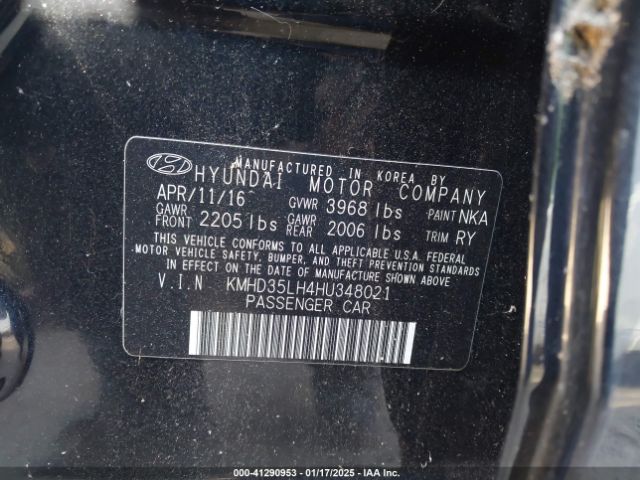 MANUFACTURED IN KOREA BY
HYUNDAI MOTOR COMPANY
APR/11/16 GVWR 3968 lbs PAINT NKA
GAWR FRONT 2205 lbs GAWR REAR 2006 lbs TRIM RY
THIS VEHICLE CONFORMS TO ALL APPLICABLE U.S.A. FEDERAL
MOTOR VEHICLE SAFETY, BUMPER, AND THEFT PREVENTION STANDARDS
IN EFFECT ON THE DATE OF MANUFACTURE SHOWN ABOVE
V.I.N KMHD35LH4HU348021
PASSENGER CAR
000-41290953 - 01/17/2025 - IAA Inc.